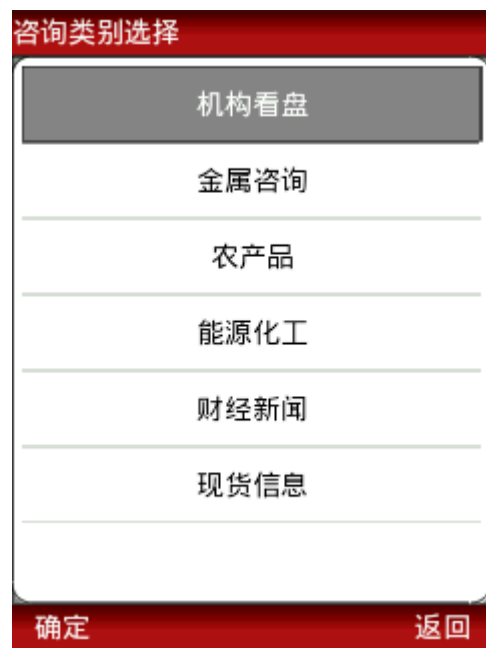 咨询类别选择
机构看盘
金属咨询
农产品
能源化工
财经新闻
现货信息
确定 返回